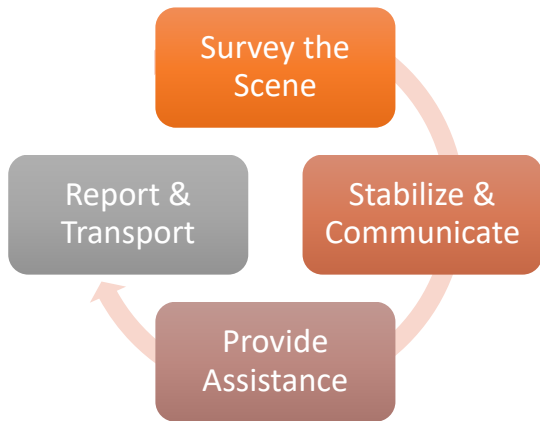 Survey the
Scene
Stabilize &
Communicate
Provide
Assistance
Report &
Transport